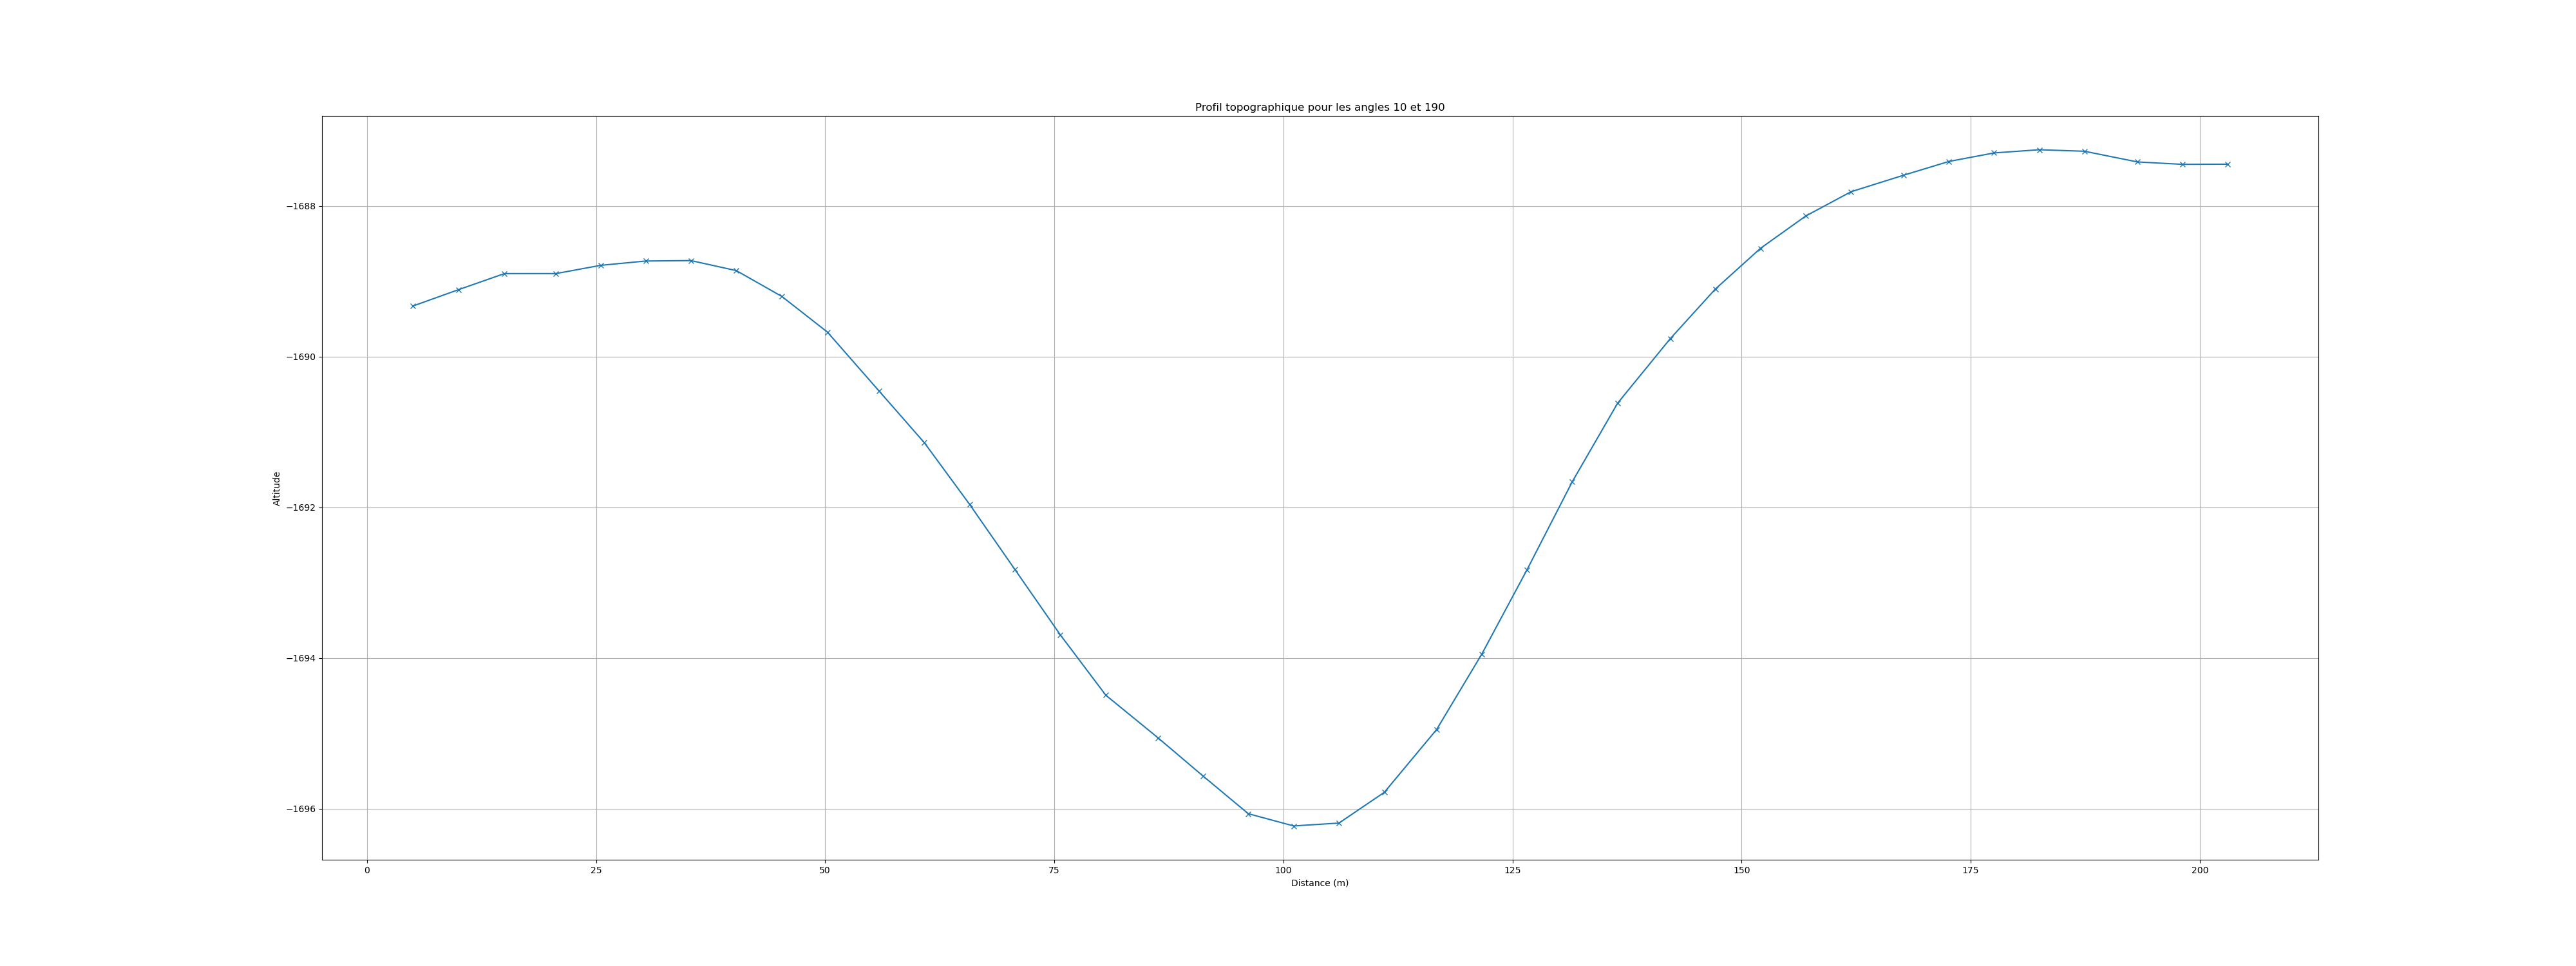 Profil topographique pour les angles 10 et 190
Altitude
−1688
−1690
−1692
−1694
−1696
0 25 50 75 100 125 150 175 200
Distance (m)